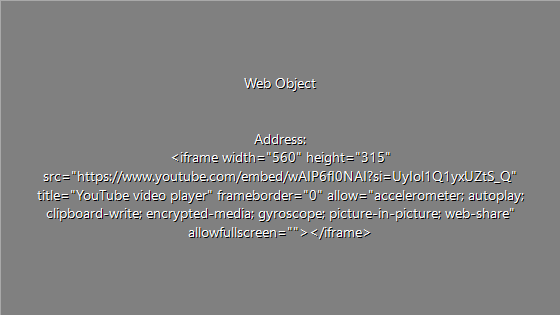 Web Object
Address:
<iframe width="560" height="315"
src="https://www.youtube.com/embed/wAlP6fI0NAI?si=UyIol1Q1yxUZtS_Q"
title="YouTube video player" frameborder="0" allow="accelerometer; autoplay;
clipboard-write; encrypted-media; gyroscope; picture-in-picture; web-share"
allowfullscreen=""></iframe>